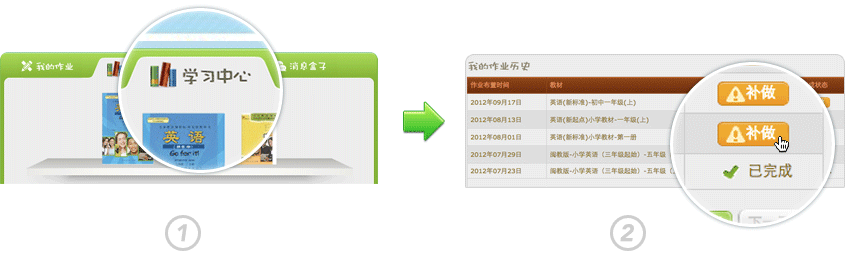 我的作业
学习中心
消息盒子
英语
Go for it!
1
我的作业历史
作业布置时间 教材 状态
2012年09月17日 英语(新标准)-初中一年级(上) 补做
2012年08月13日 英语(新起点)小学教材-一年级(上) 补做
2012年08月01日 英语(新标准)小学教材-第一册 已完成
2012年07月29日 闽教版-小学英语（三年级起始）-五年级（
2012年07月23日 闽教版-小学英语（三年级起始）-五年级（
下一
2